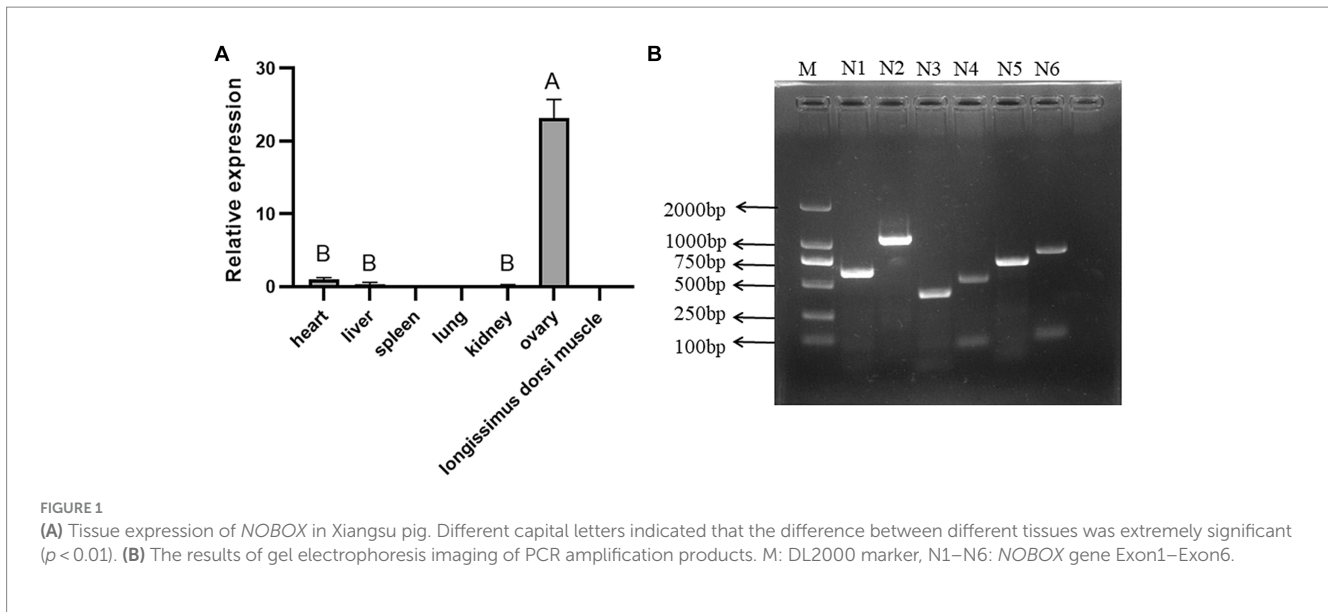 A
30
20
10
0
Relative expression
B
B
B
A
heart
liver
spleen
lung
kidney
ovary
longissimus dorsi muscle
B
M N1 N2 N3 N4 N5 N6
2000bp
1000bp
750bp
500bp
250bp
100bp
FIGURE 1
(A) Tissue expression of NOBOX in Xiangsu pig. Different capital letters indicated that the difference between different tissues was extremely significant
(p < 0.01). (B) The results of gel electrophoresis imaging of PCR amplification products. M: DL2000 marker, N1–N6: NOBOX gene Exon1–Exon6.